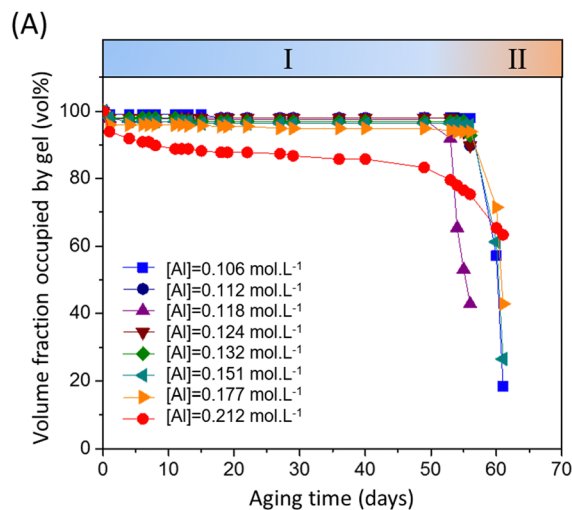 (A)
I
II
Volume fraction occupied by gel (vol%)
100
80
60
40
20
0
[Al]=0.106 mol.L⁻¹
[Al]=0.112 mol.L⁻¹
[Al]=0.118 mol.L⁻¹
[Al]=0.124 mol.L⁻¹
[Al]=0.132 mol.L⁻¹
[Al]=0.151 mol.L⁻¹
[Al]=0.177 mol.L⁻¹
[Al]=0.212 mol.L⁻¹
0 10 20 30 40 50 60 70
Aging time (days)